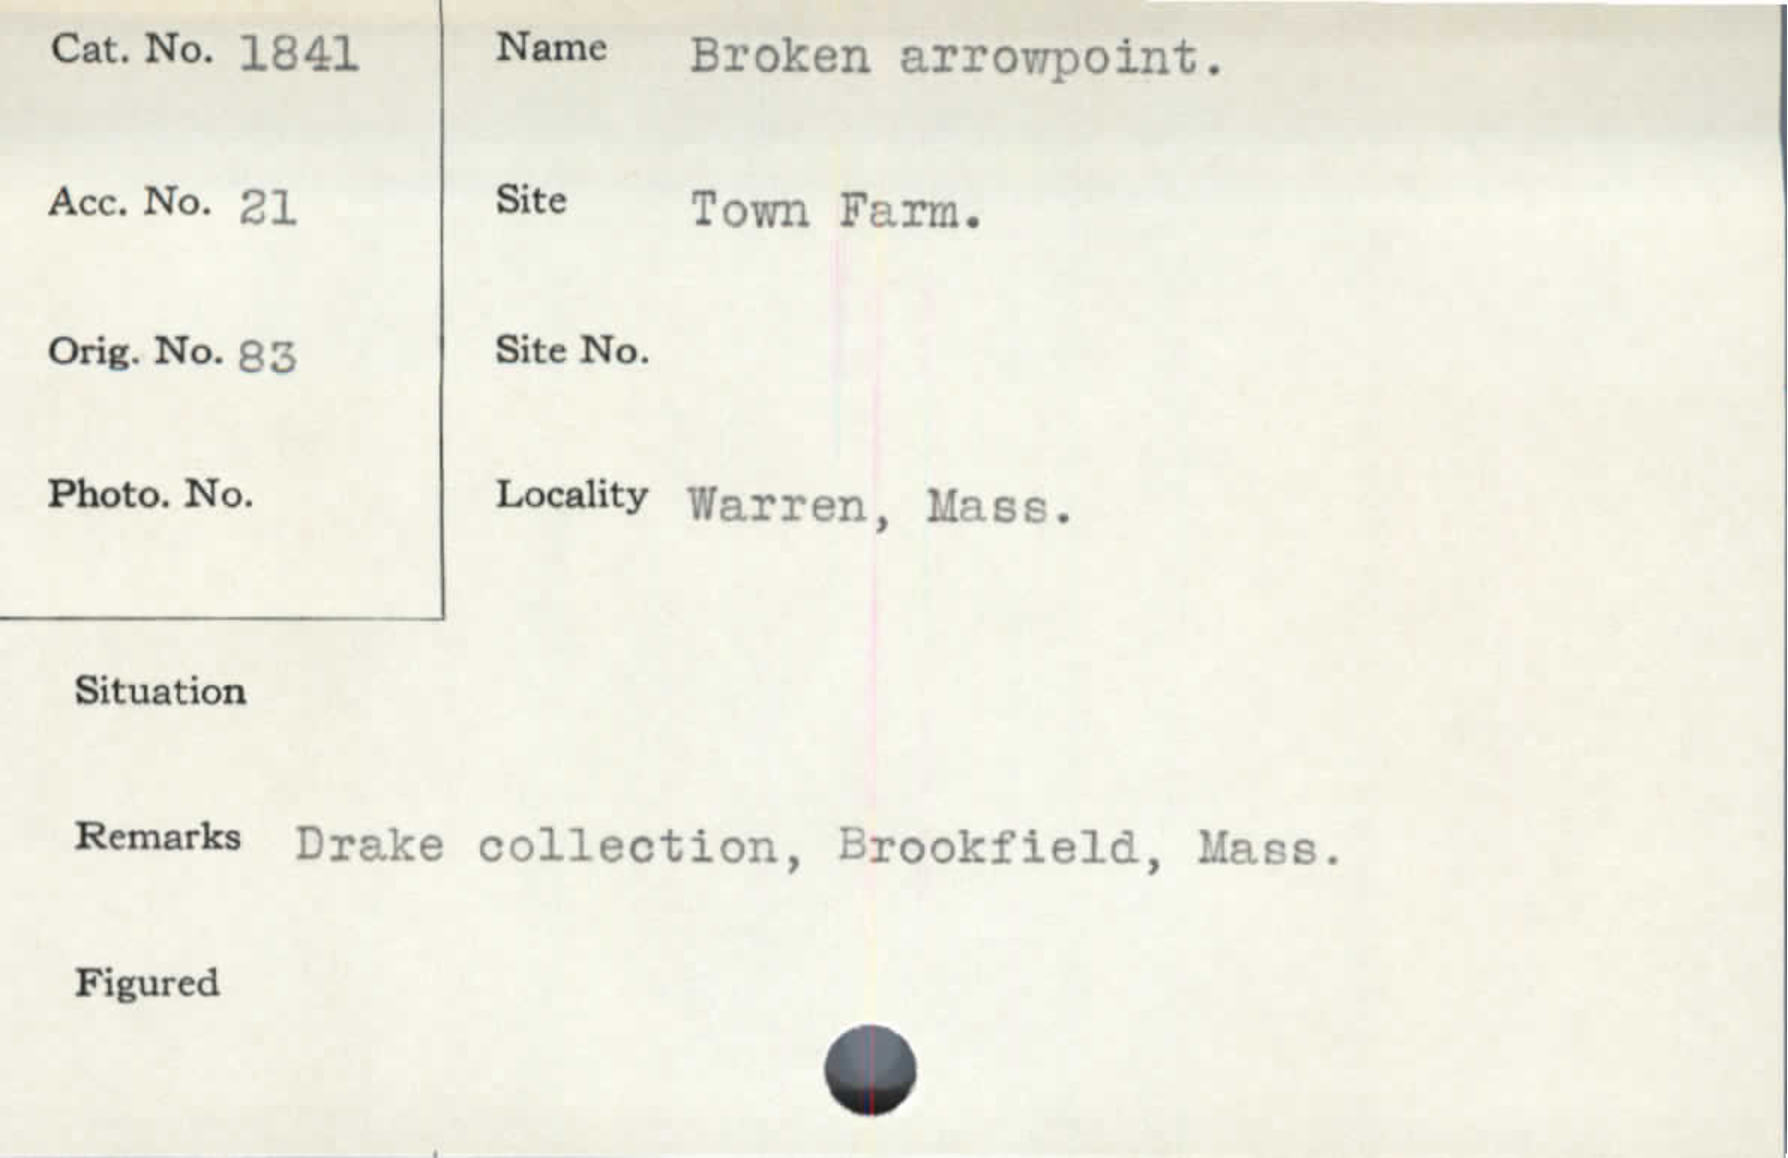 Cat. No. 1841
Name Broken arrowpoint.
Acc. No. 21
Site Town Farm.
Orig. No. 83
Site No.
Photo. No.
Locality Warren, Mass.
Situation
Remarks Drake collection, Brookfield, Mass.
Figured